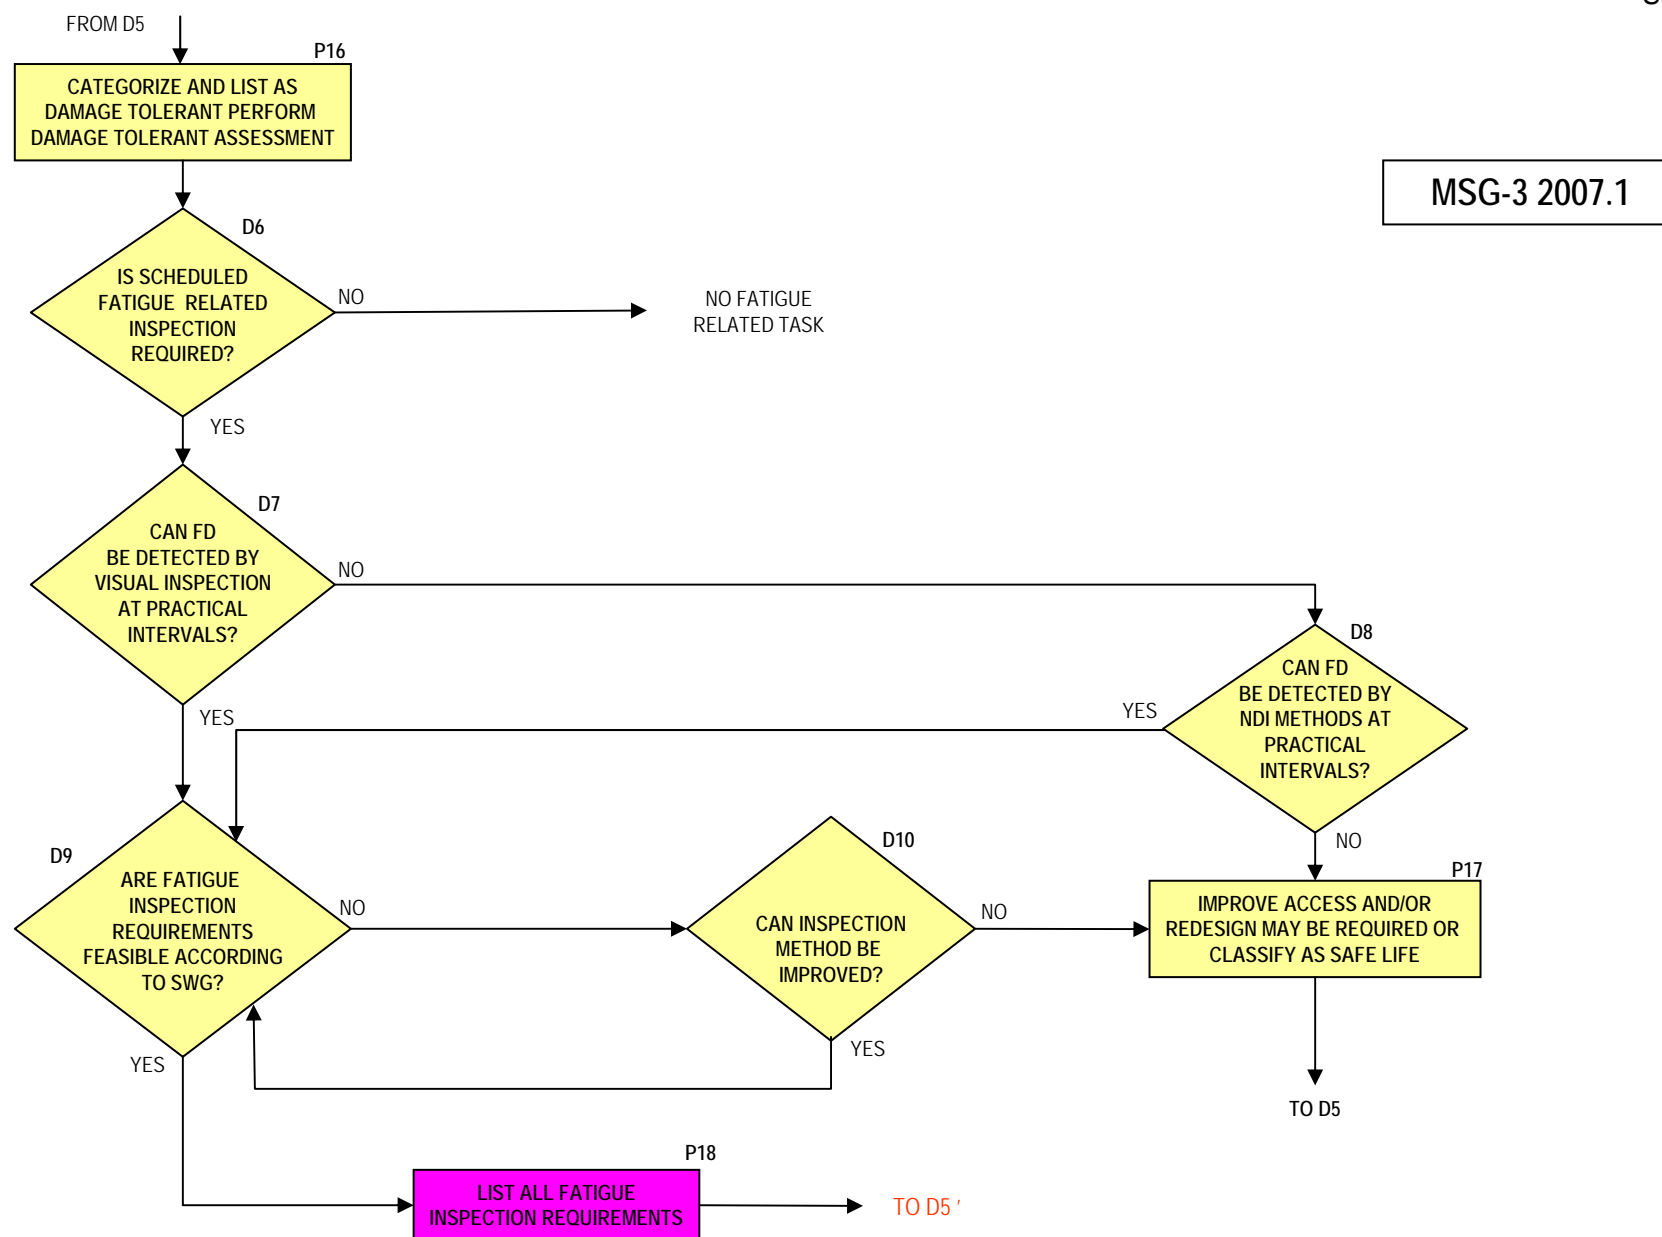 FROM D5
P16
CATEGORIZE AND LIST AS
DAMAGE TOLERANT PERFORM
DAMAGE TOLERANT ASSESSMENT
MSG-3 2007.1
D6
IS SCHEDULED
FATIGUE RELATED
INSPECTION
REQUIRED?
NO
NO FATIGUE
RELATED TASK
YES
D7
CAN FD
BE DETECTED BY
VISUAL INSPECTION
AT PRACTICAL
INTERVALS?
NO
D8
CAN FD
BE DETECTED BY
NDI METHODS AT
PRACTICAL
INTERVALS?
YES
YES
NO
D9
ARE FATIGUE
INSPECTION
REQUIREMENTS
FEASIBLE ACCORDING
TO SWG?
NO
D10
CAN INSPECTION
METHOD BE
IMPROVED?
NO
P17
IMPROVE ACCESS AND/OR
REDESIGN MAY BE REQUIRED OR
CLASSIFY AS SAFE LIFE
YES
YES
TO D5
P18
LIST ALL FATIGUE
INSPECTION REQUIREMENTS
TO D5 '